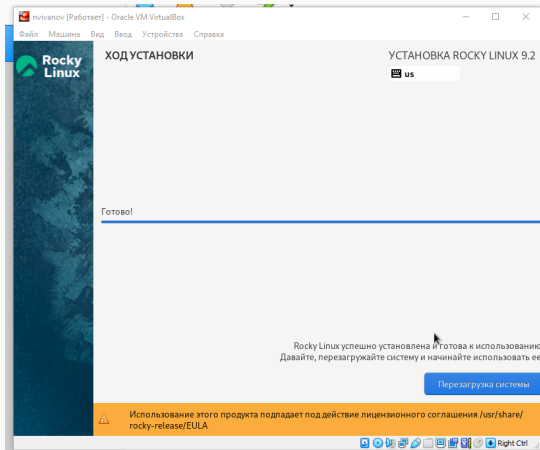 nvivanov [Работает] - Oracle VM VirtualBox
Файл Машина Вид Ввод Устройства Справка
Rocky
Linux
ХОД УСТАНОВКИ
УСТАНОВКА ROCKY LINUX 9.2
us
Готово!
Rocky Linux успешно установлена и готова к использованию
Давайте, перезагружайте систему и начинайте использовать ее
Перезагрузка системы
Использование этого продукта подпадает под действие лицензионного соглашения /usr/share/
rocky-release/EULA
Right Ctrl